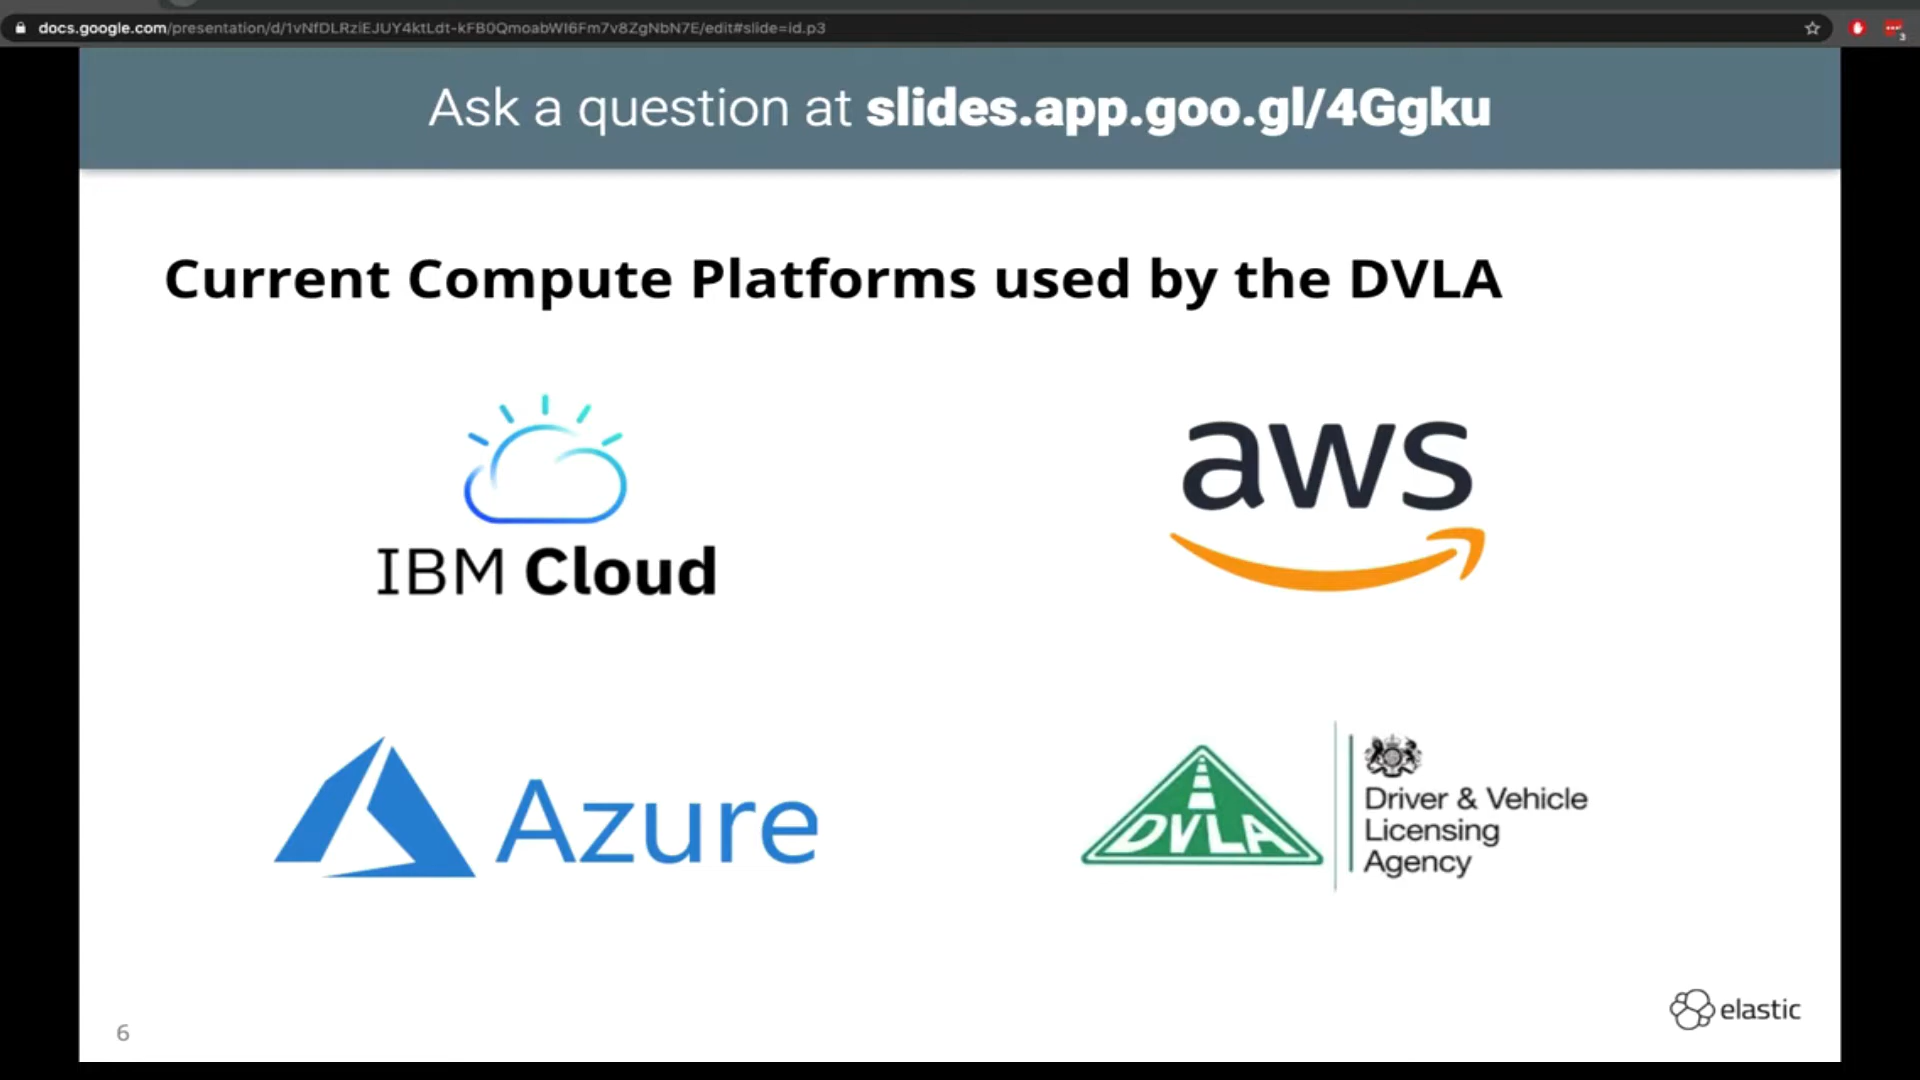 docs.google.com/presentation/d/1vNfDLRziEJUY4ktLdt-kFB0QmoabWI6Fm7v8ZgNbN7E/edit#slide=id.p3
3
Ask a question at slides.app.goo.gl/4Ggku
Current Compute Platforms used by the DVLA
IBM Cloud
aws
Azure
DVLA
Driver & Vehicle
Licensing
Agency
6
elastic